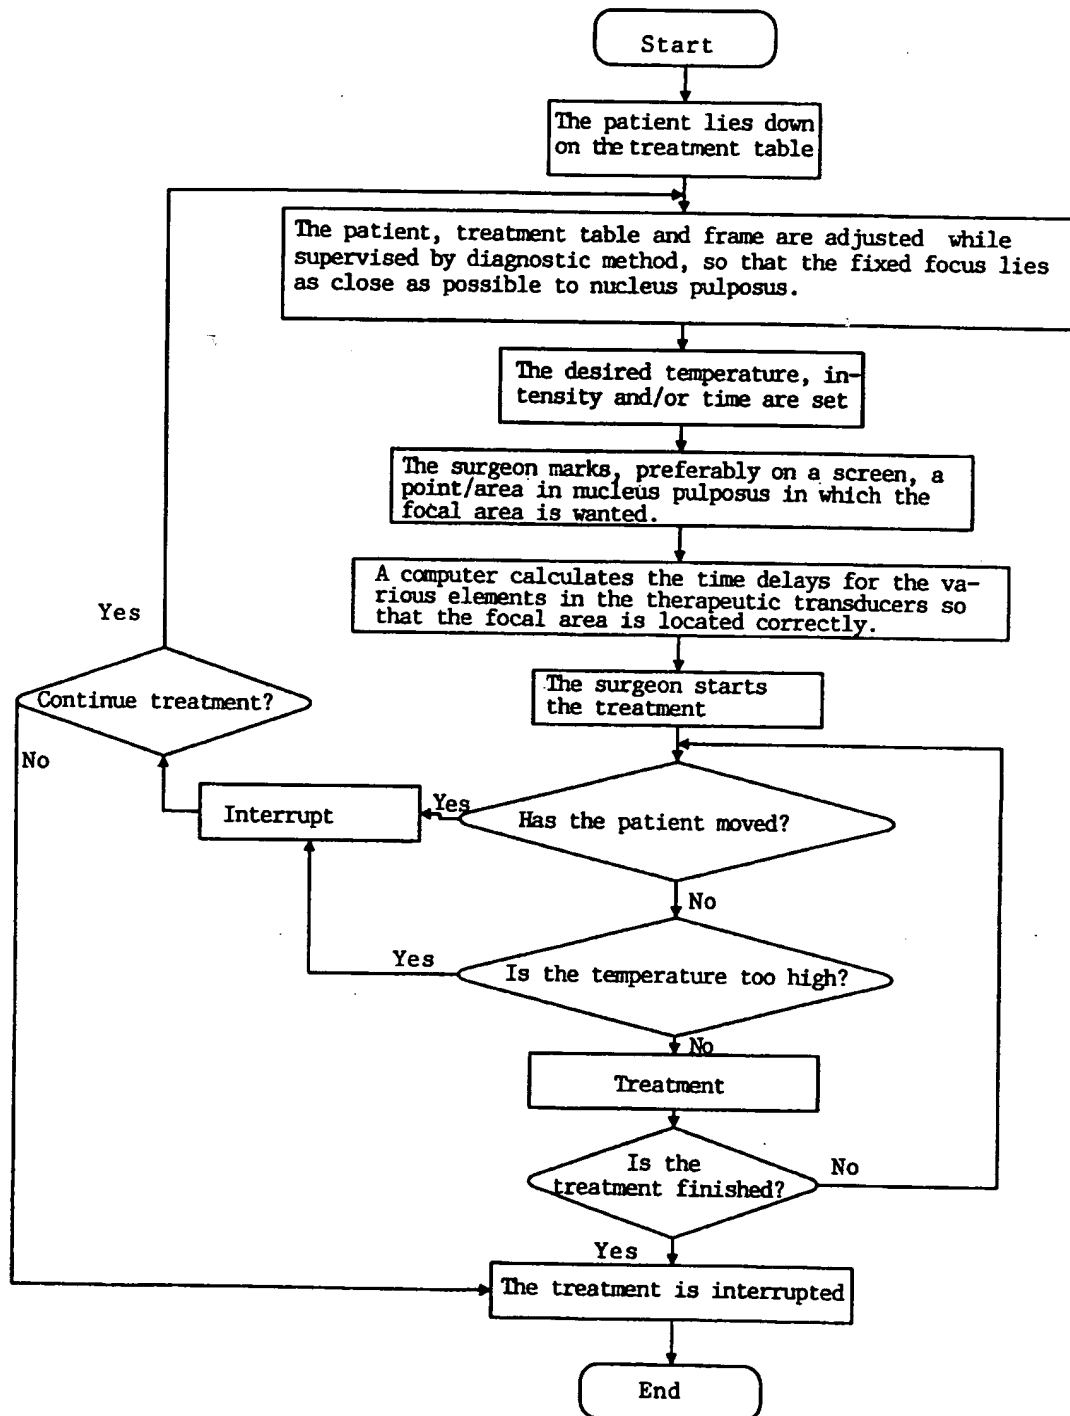 Start
The patient lies down
on the treatment table
The patient, treatment table and frame are adjusted while
supervised by diagnostic method, so that the fixed focus lies
as close as possible to nucleus pulposus.
The desired temperature, in-
tensity and/or time are set
The surgeon marks, preferably on a screen, a
point/area in nucleus pulposus in which the
focal area is wanted.
A computer calculates the time delays for the va-
rious elements in the therapeutic transducers so
that the focal area is located correctly.
Yes
Continue treatment?
The surgeon starts
the treatment
No
Interrupt
Yes
Has the patient moved?
No
Yes
Is the temperature too high?
No
Treatment
Is the
treatment finished?
No
Yes
The treatment is interrupted
End